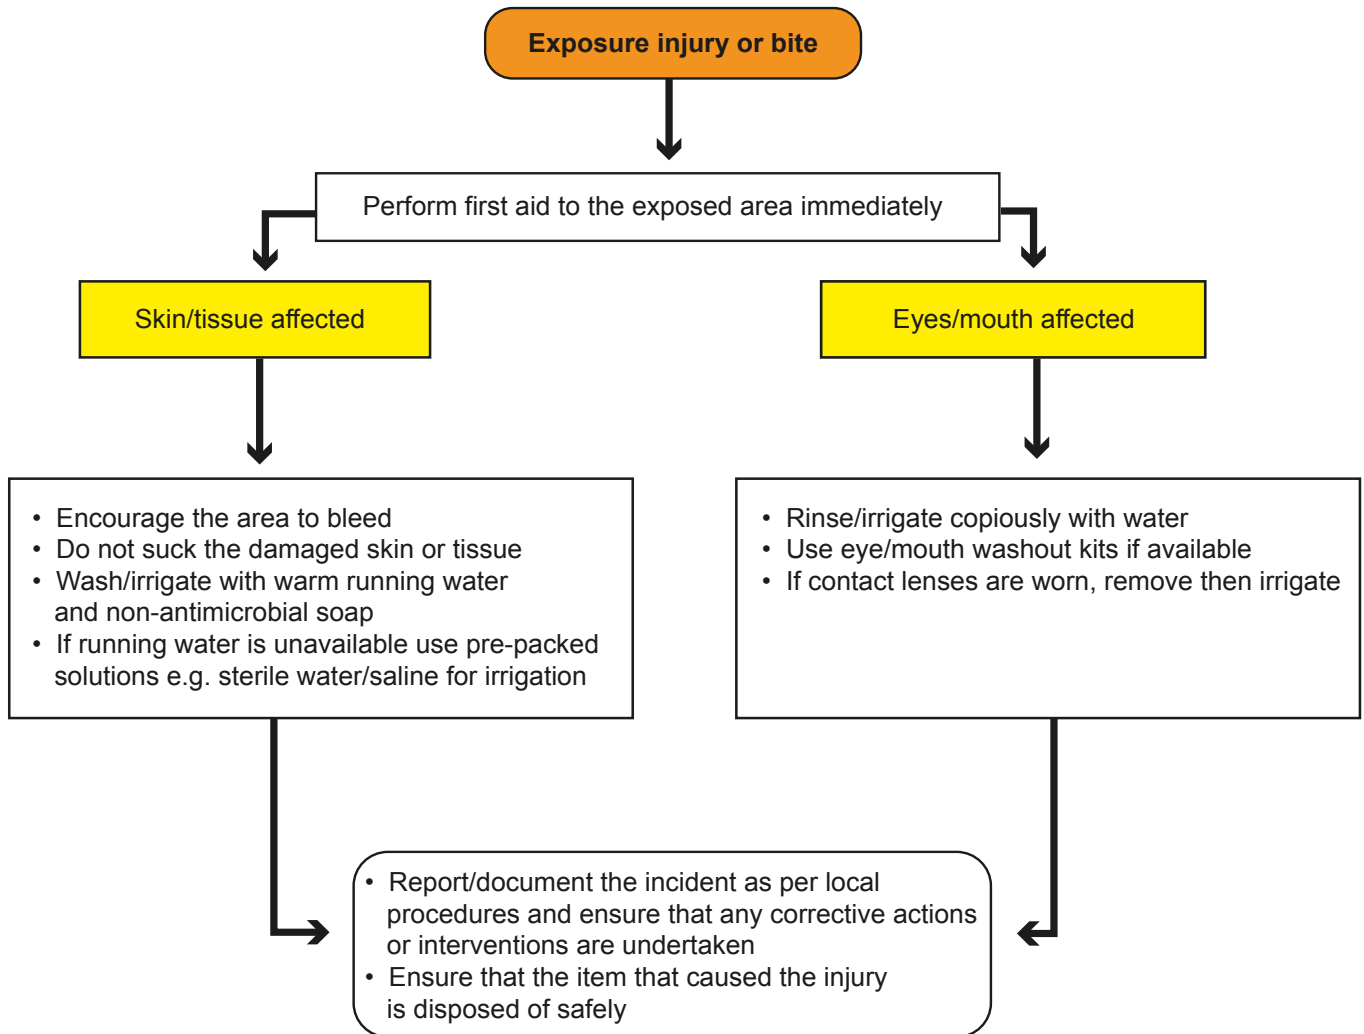 Exposure injury or bite
Perform first aid to the exposed area immediately
Skin/tissue affected
Eyes/mouth affected
• Encourage the area to bleed
• Do not suck the damaged skin or tissue
• Wash/irrigate with warm running water
and non-antimicrobial soap
• If running water is unavailable use pre-packed
solutions e.g. sterile water/saline for irrigation
• Rinse/irrigate copiously with water
• Use eye/mouth washout kits if available
• If contact lenses are worn, remove then irrigate
• Report/document the incident as per local
procedures and ensure that any corrective actions
or interventions are undertaken
• Ensure that the item that caused the injury
is disposed of safely